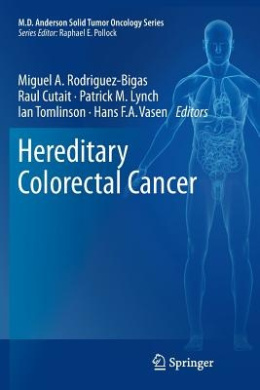 M.D. Anderson Solid Tumor Oncology Series
Series Editor: Raphael E. Pollock
Miguel A. Rodriguez-Bigas
Raul Cutait · Patrick M. Lynch
Ian Tomlinson · Hans F.A. Vasen Editors
Hereditary
Colorectal Cancer
Springer